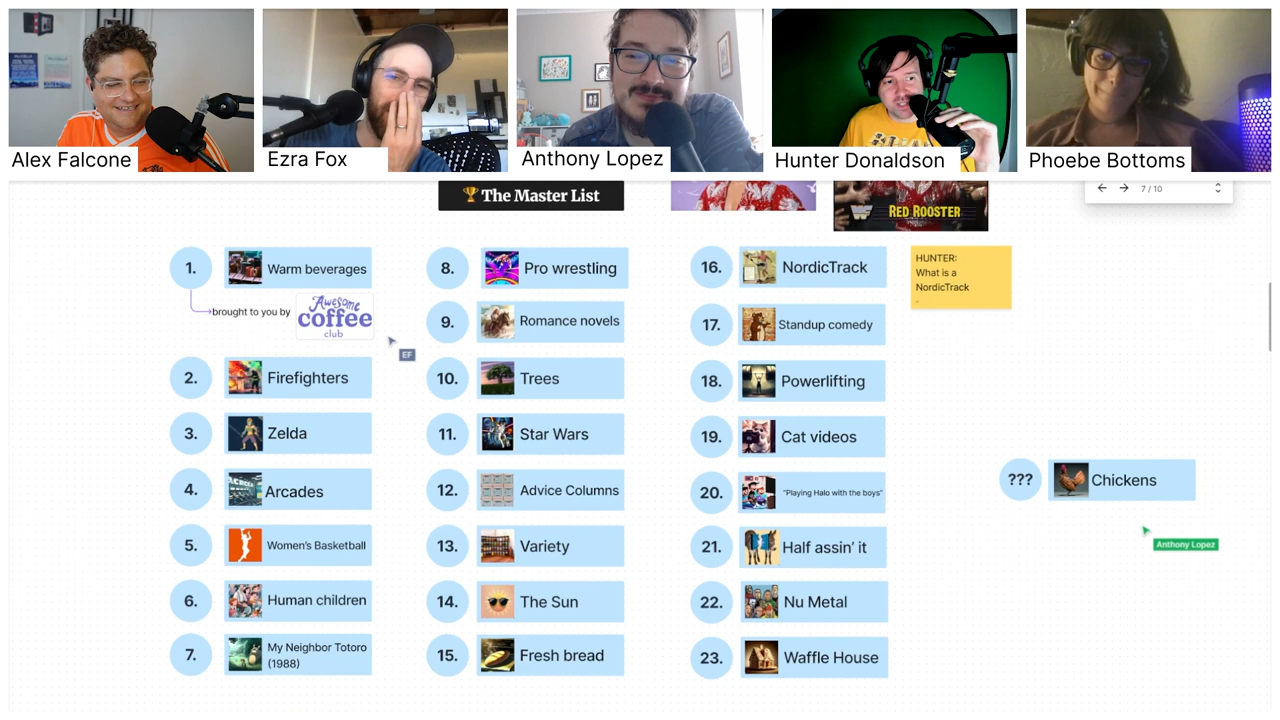 Alex Falcone
Ezra Fox
Anthony Lopez
Hunter Donaldson
Phoebe Bottoms
🏆 The Master List
RED ROOSTER
7 / 10
1. Warm beverages
brought to you by
Awesome
coffee
club
EF
2. Firefighters
3. Zelda
4. Arcades
5. Women's Basketball
6. Human children
7. My Neighbor Totoro
(1988)
8. Pro wrestling
9. Romance novels
10. Trees
11. Star Wars
12. Advice Columns
13. Variety
14. The Sun
15. Fresh bread
16. NordicTrack
17. Standup comedy
18. Powerlifting
19. Cat videos
20. "Playing Halo with the boys"
21. Half assin' it
22. Nu Metal
23. Waffle House
HUNTER:
What is a
NordicTrack
??? Chickens
Anthony Lopez